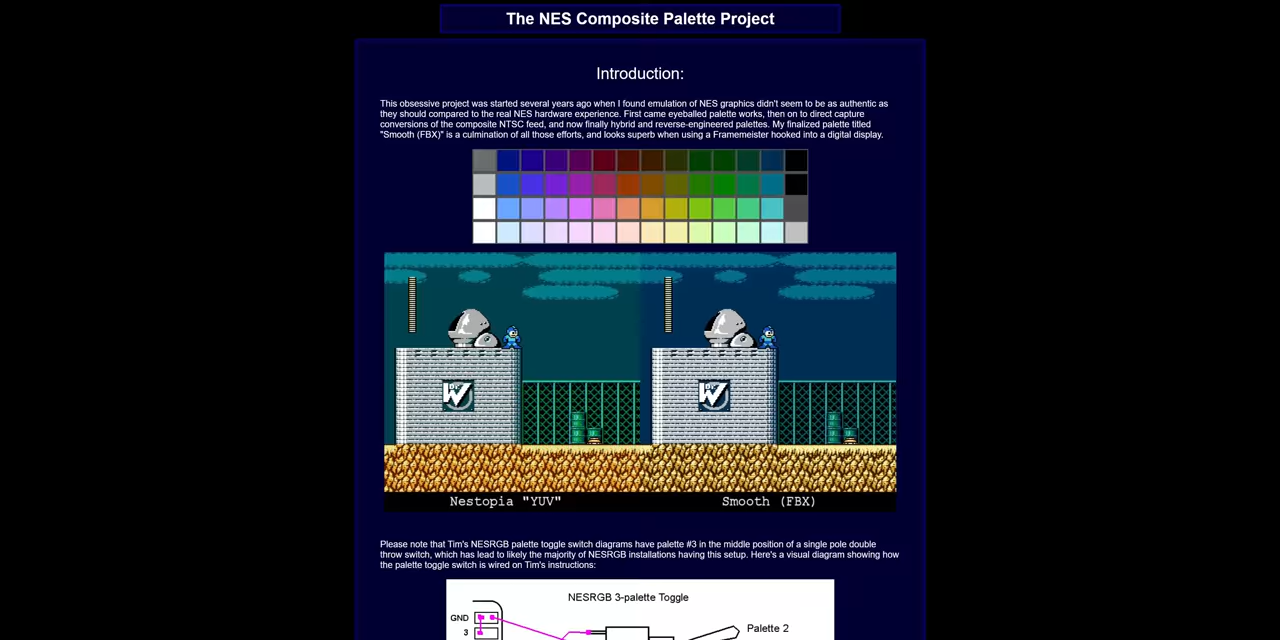 The NES Composite Palette Project
Introduction:
This obsessive project was started several years ago when I found emulation of NES graphics didn't seem to be as authentic as
they should compared to the real NES hardware experience. First came eyeballed palette works, then on to direct capture
conversions of the composite NTSC feed, and now finally hybrid and reverse-engineered palettes. My finalized palette titled
"Smooth (FBX)" is a culmination of all those efforts, and looks superb when using a Framemeister hooked into a digital display.
Dr. W
Dr. W
Nestopia "YUV"
Smooth (FBX)
Please note that Tim's NESRGB palette toggle switch diagrams have palette #3 in the middle position of a single pole double
throw switch, which has lead to likely the majority of NESRGB installations having this setup. Here's a visual diagram showing how
the palette toggle switch is wired on Tim's instructions:
NESRGB 3-palette Toggle
GND
3
Palette 2